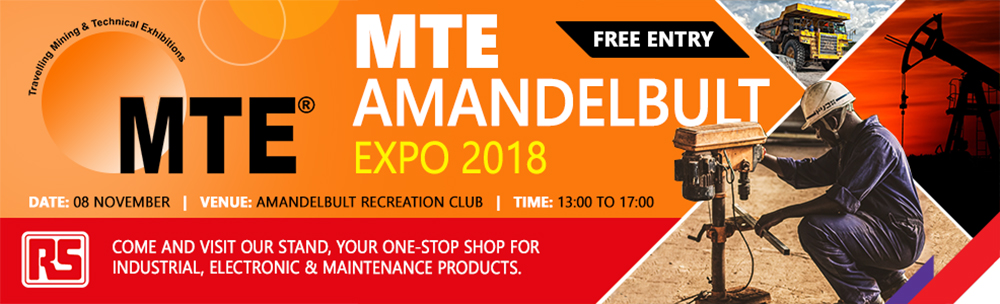 Travelling Mining & Technical Exhibitions
MTE®
MTE
AMANDELBULT
EXPO 2018
FREE ENTRY
DATE: 08 NOVEMBER | VENUE: AMANDELBULT RECREATION CLUB | TIME: 13:00 TO 17:00
RS
COME AND VISIT OUR STAND, YOUR ONE-STOP SHOP FOR
INDUSTRIAL, ELECTRONIC & MAINTENANCE PRODUCTS.